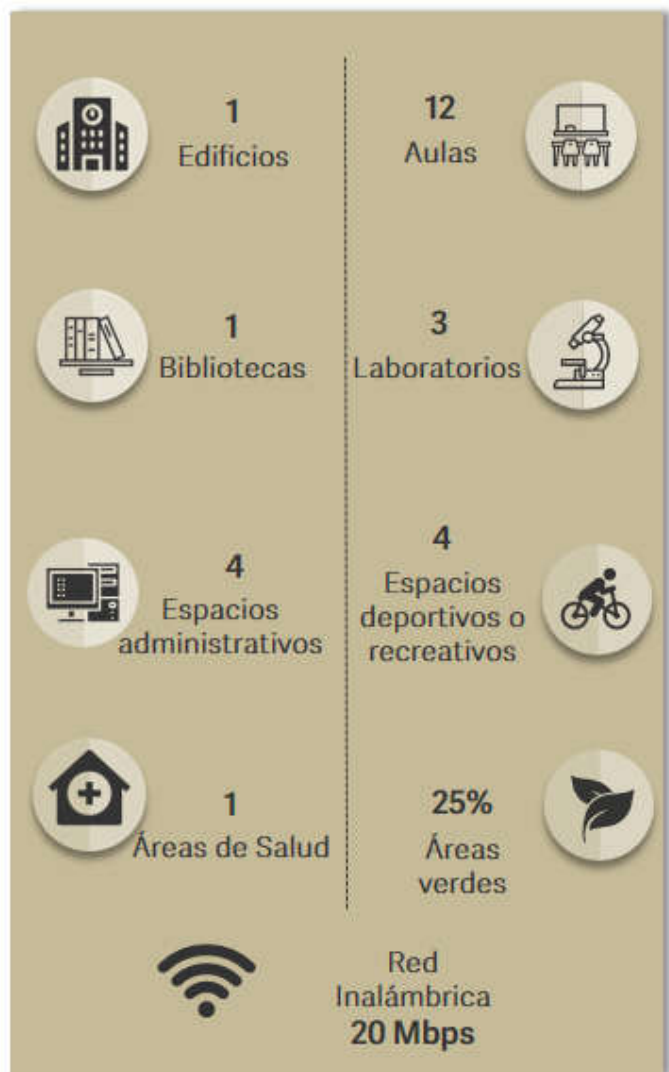 1
Edificios
12
Aulas
1
Bibliotecas
3
Laboratorios
4
Espacios
administrativos
4
Espacios
deportivos o
recreativos
1
Áreas de Salud
25%
Áreas
verdes
Red
Inalámbrica
20 Mbps